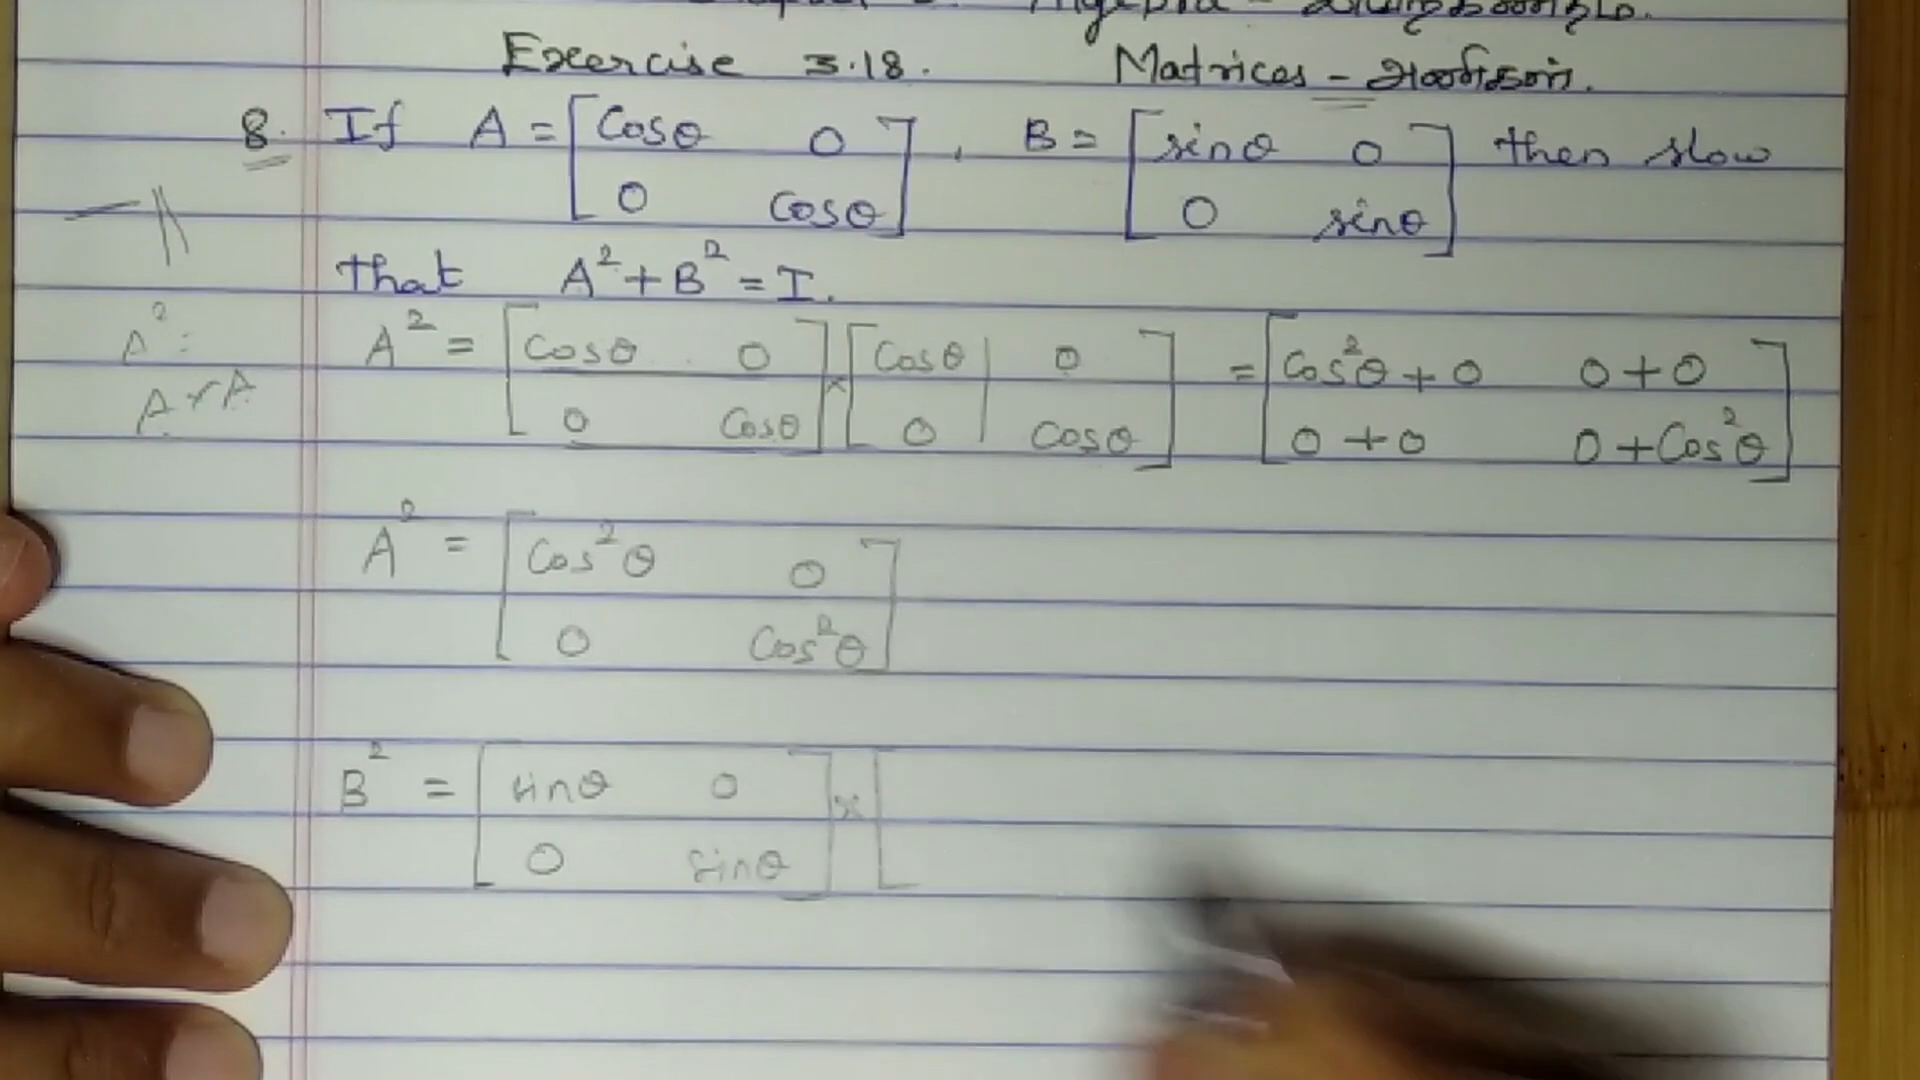 Exercise 3.18. Matrices - அணிகள்.
8. If A = [Cosθ 0 , B = [sinθ 0 then slow
0 Cosθ] 0 sinθ]
that A² + B² = I.
A² = A² = [Cosθ 0 × [Cosθ 0 = [Cos²θ + 0 0 + 0
A × A 0 Cosθ] 0 Cosθ] 0 + 0 0 + Cos²θ]
A² = [Cos²θ 0
0 Cos²θ]
B² = [sinθ 0 × [
0 sinθ]